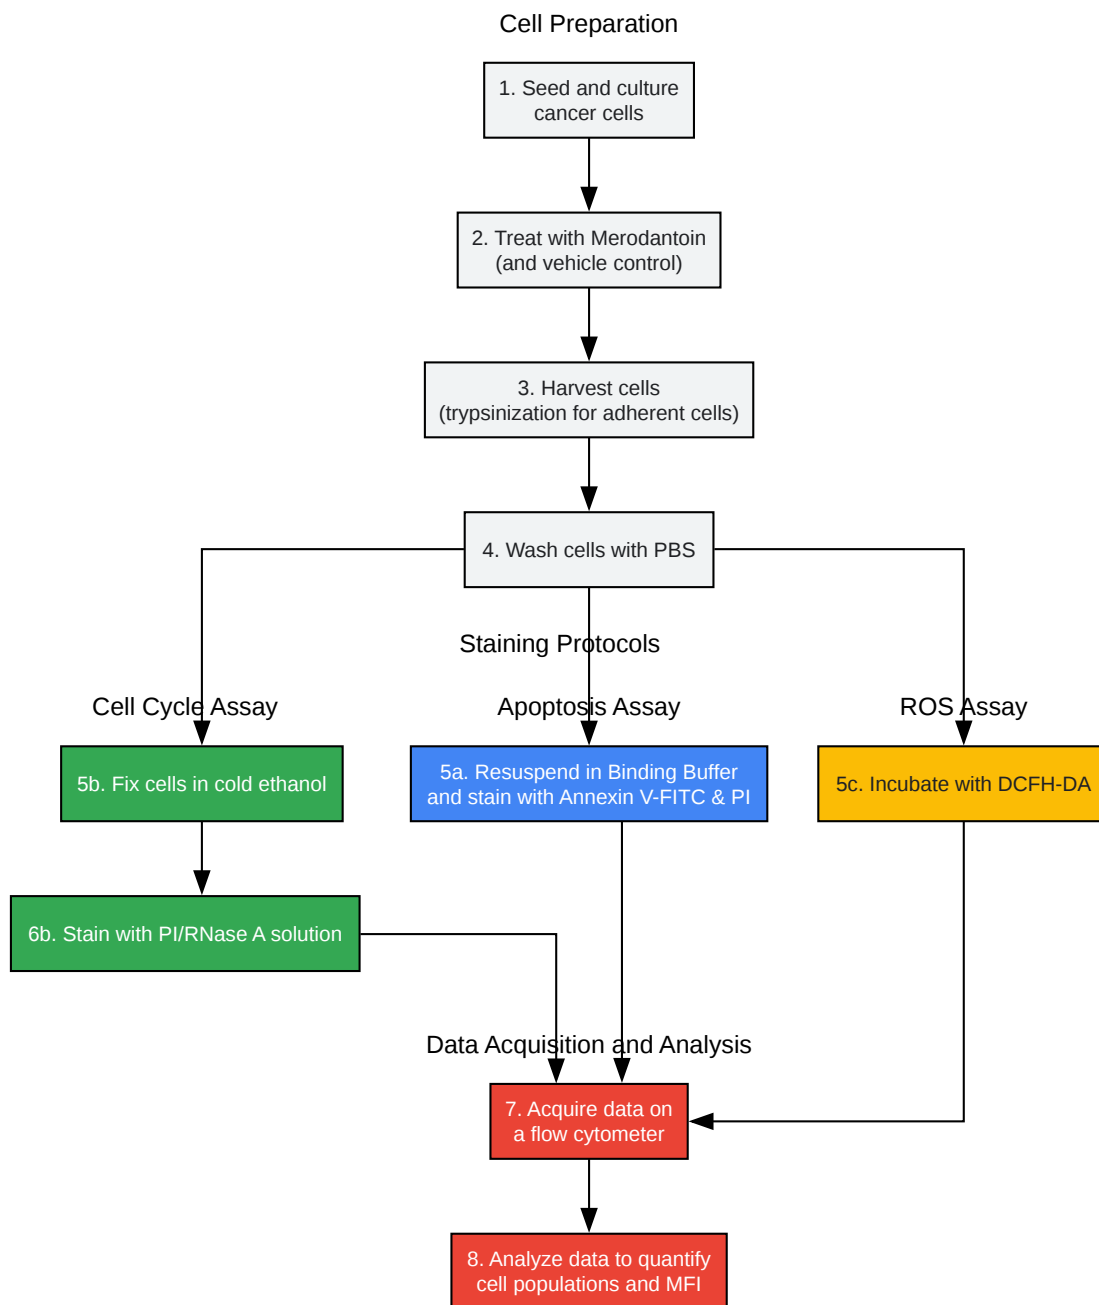 Cell Preparation
1. Seed and culture
cancer cells
2. Treat with Merodantoin
(and vehicle control)
3. Harvest cells
(trypsinization for adherent cells)
4. Wash cells with PBS
Staining Protocols
Cell Cycle Assay
Apoptosis Assay
ROS Assay
5b. Fix cells in cold ethanol
5a. Resuspend in Binding Buffer
and stain with Annexin V-FITC & PI
5c. Incubate with DCFH-DA
6b. Stain with PI/RNase A solution
Data Acquisition and Analysis
7. Acquire data on
a flow cytometer
8. Analyze data to quantify
cell populations and MFI